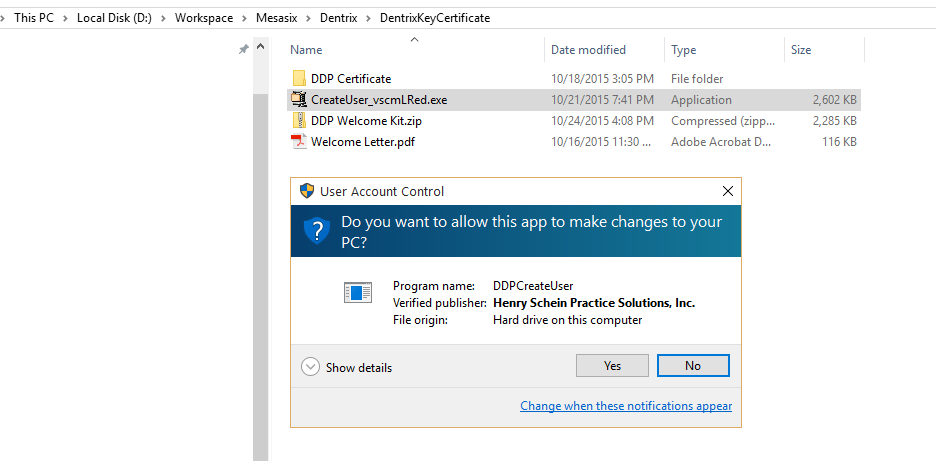 This PC > Local Disk (D:) > Workspace > Mesasix > Dentrix > DentrixKeyCertificate
Name Date modified Type Size
DDP Certificate 10/18/2015 3:05 PM File folder
CreateUser_vscmLRed.exe 10/21/2015 7:41 PM Application 2,602 KB
DDP Welcome Kit.zip 10/24/2015 4:08 PM Compressed (zipp... 2,285 KB
Welcome Letter.pdf 10/16/2015 11:30 ... Adobe Acrobat D... 116 KB
User Account Control
Do you want to allow this app to make changes to your
PC?
Program name: DDPCreateUser
Verified publisher: Henry Schein Practice Solutions, Inc.
File origin: Hard drive on this computer
Show details Yes No
Change when these notifications appear